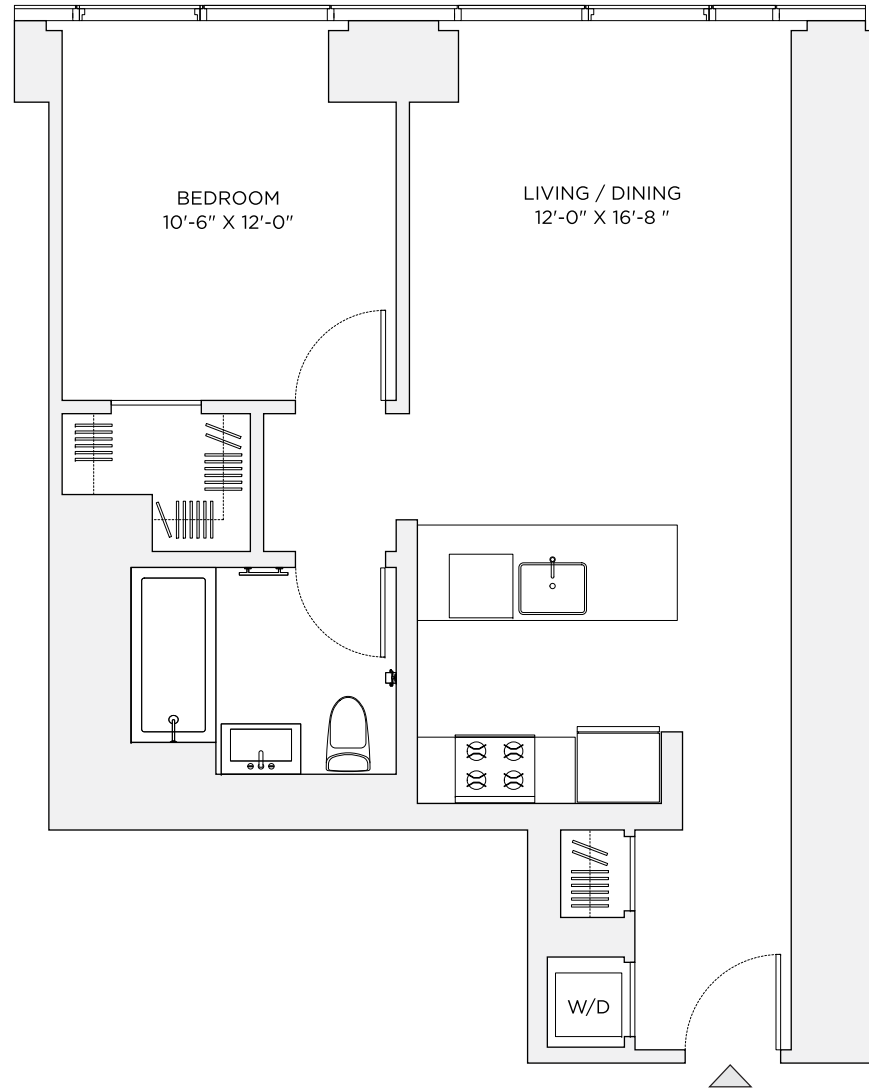 BEDROOM
10'-6" X 12'-0"
LIVING / DINING
12'-0" X 16'-8 "
W/D